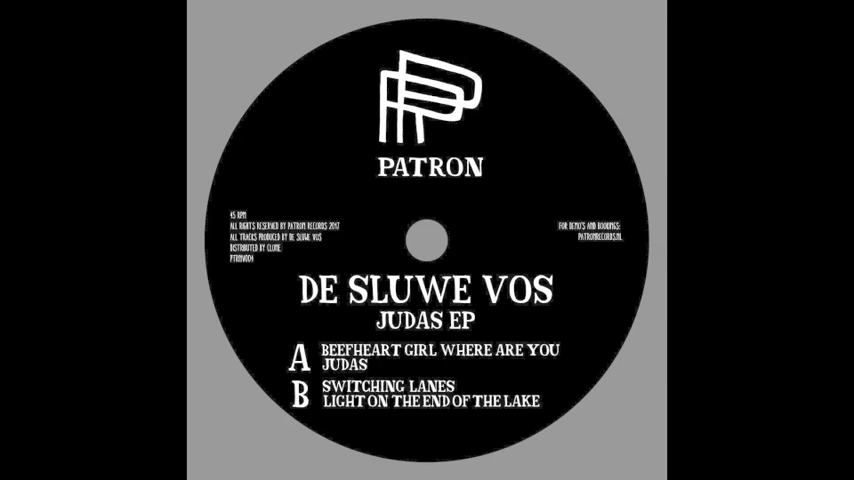 PATRON
45 RPM
ALL RIGHTS RESERVED BY PATRON RECORDS 2017
ALL TRACKS PRODUCED BY DE SLUWE VOS
DISTRIBUTED BY CLONE
PTRNV004
FOR DEMO'S AND BOOKINGS:
PATRONRECORDS.NL
DE SLUWE VOS
JUDAS EP
A
BEEFHEART GIRL WHERE ARE YOU
JUDAS
B
SWITCHING LANES
LIGHT ON THE END OF THE LAKE